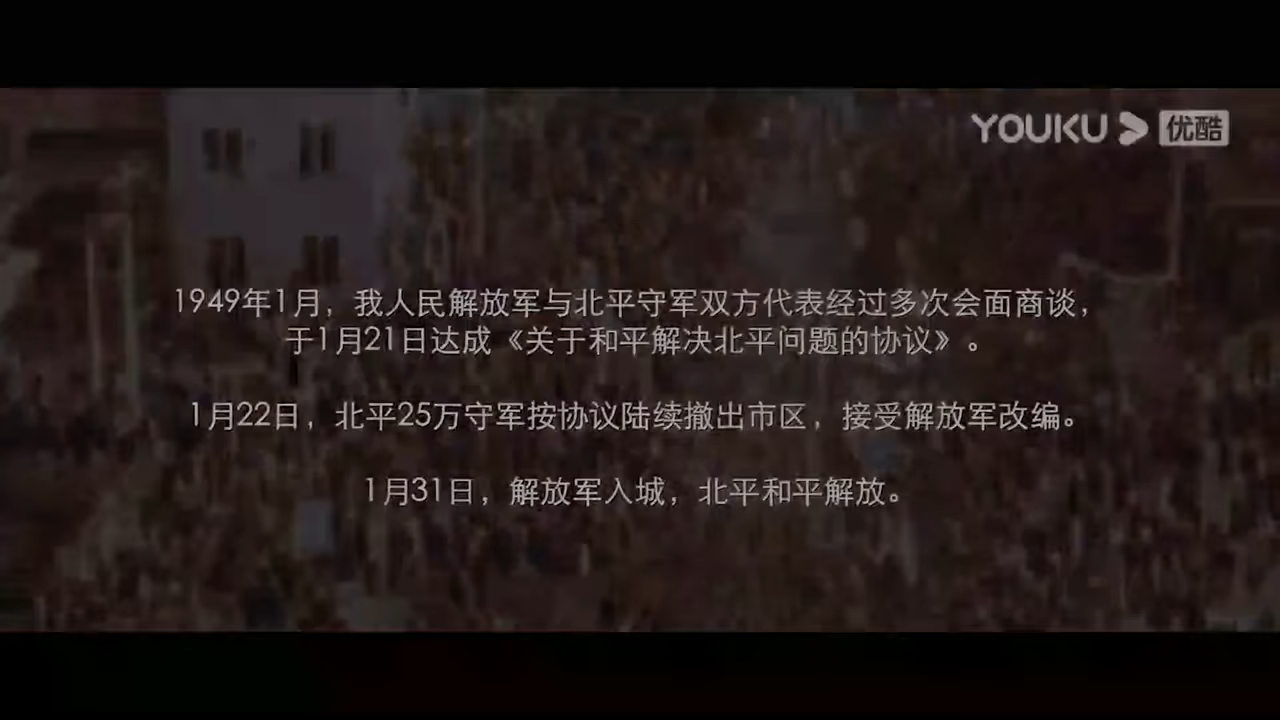 YOUKU 优酷
1949年1月，我人民解放军与北平守军双方代表经过多次会面商谈，
于1月21日达成《关于和平解决北平问题的协议》。
1月22日，北平25万守军按协议陆续撤出市区，接受解放军改编。
1月31日，解放军入城，北平和平解放。